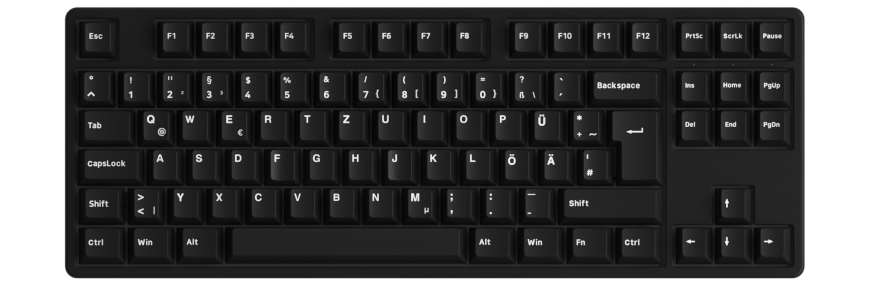 Esc F1 F2 F3 F4 F5 F6 F7 F8 F9 F10 F11 F12 PrtSc ScrLk Pause
° ! " § $ % & / ( ) = ? ` Backspace Ins Home PgUp
^ 1 2 ² 3 ³ 4 5 6 7 { 8 [ 9 ] 0 } ß \ ´
Tab Q @ W E € R T Z U I O P Ü * + ~ ↵ Del End PgDn
CapsLock A S D F G H J K L Ö Ä ' #
Shift > < | Y X C V B N M µ ; , : . _ - Shift ↑
Ctrl Win Alt Alt Win Fn Ctrl ← ↓ →